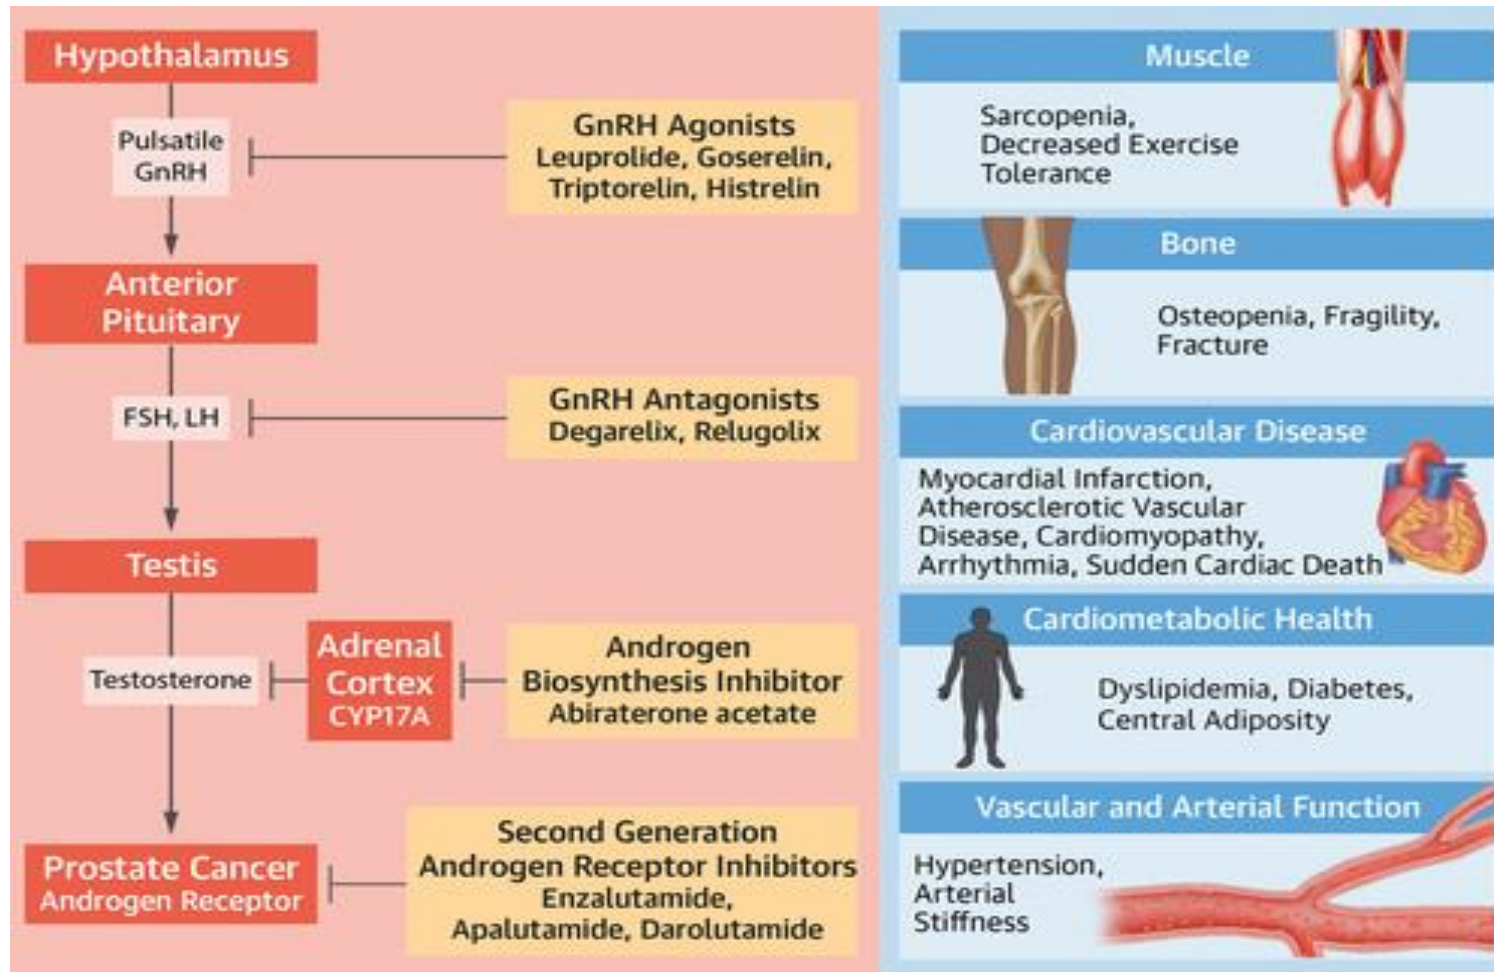 Hypothalamus
Pulsatile
GnRH
GnRH Agonists
Leuprolide, Goserelin,
Triptorelin, Histrelin
Anterior
Pituitary
FSH, LH
GnRH Antagonists
Degarelix, Relugolix
Testis
Testosterone
Adrenal
Cortex
CYP17A
Androgen
Biosynthesis Inhibitor
Abiraterone acetate
Prostate Cancer
Androgen Receptor
Second Generation
Androgen Receptor Inhibitors
Enzalutamide,
Apalutamide, Darolutamide
Muscle
Sarcopenia,
Decreased Exercise
Tolerance
Bone
Osteopenia, Fragility,
Fracture
Cardiovascular Disease
Myocardial Infarction,
Atherosclerotic Vascular
Disease, Cardiomyopathy,
Arrhythmia, Sudden Cardiac Death
Cardiometabolic Health
Dyslipidemia, Diabetes,
Central Adiposity
Vascular and Arterial Function
Hypertension,
Arterial
Stiffness